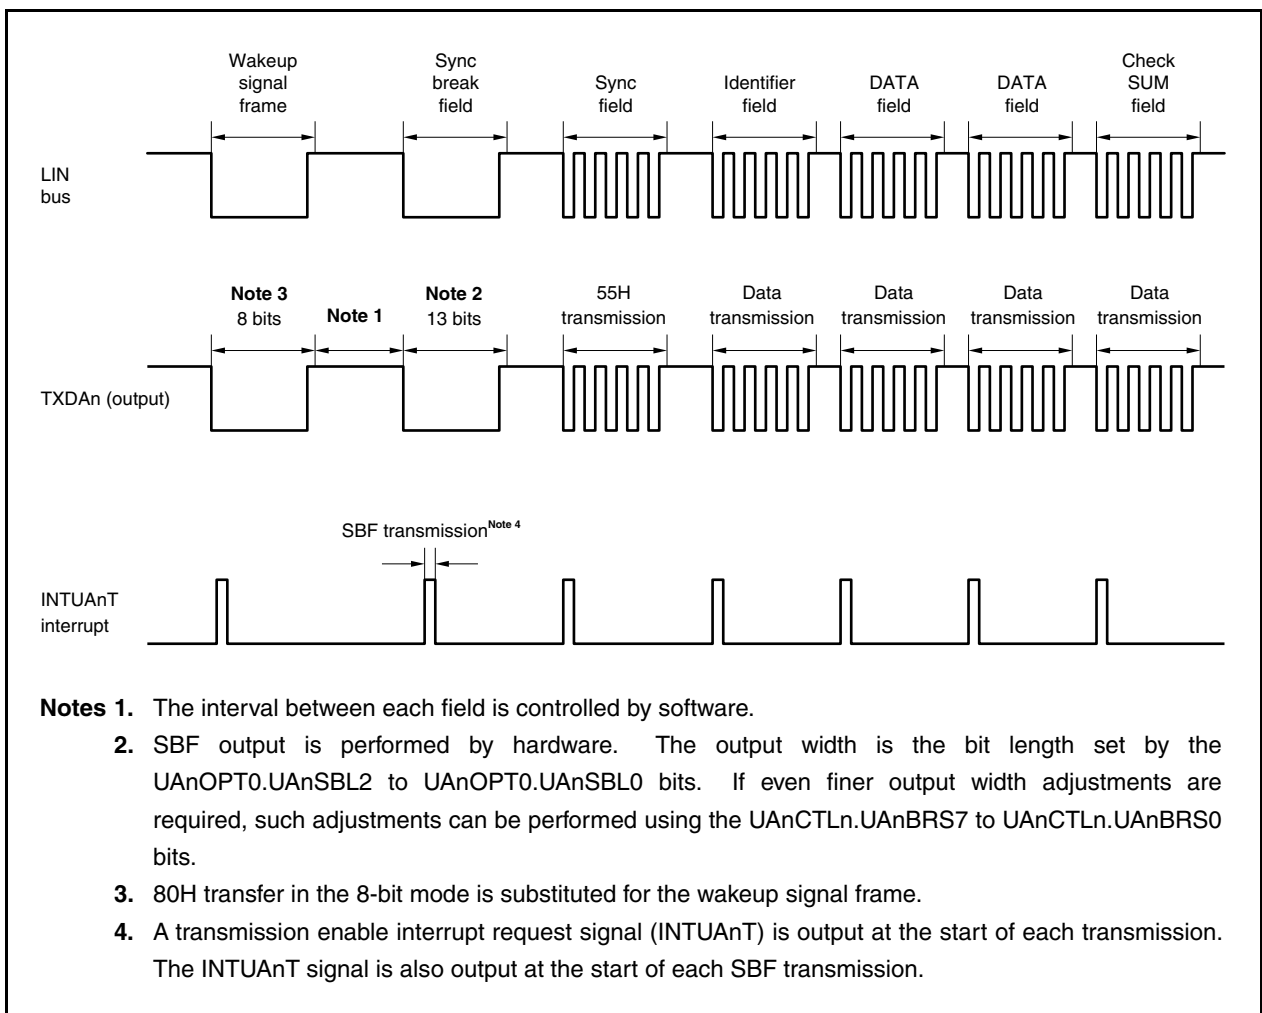 Wakeup signal frame
Sync break field
Sync field
Identifier field
DATA field
DATA field
Check SUM field
LIN bus
Note 3 8 bits
Note 1
Note 2 13 bits
55H transmission
Data transmission
Data transmission
Data transmission
Data transmission
TXDAn (output)
SBF transmission Note 4
INTUAnT interrupt
Notes 1. The interval between each field is controlled by software.
2. SBF output is performed by hardware. The output width is the bit length set by the
UAnOPT0.UAnSBL2 to UAnOPT0.UAnSBL0 bits. If even finer output width adjustments are
required, such adjustments can be performed using the UAnCTLn.UAnBRS7 to UAnCTLn.UAnBRS0
bits.
3. 80H transfer in the 8-bit mode is substituted for the wakeup signal frame.
4. A transmission enable interrupt request signal (INTUAnT) is output at the start of each transmission.
The INTUAnT signal is also output at the start of each SBF transmission.